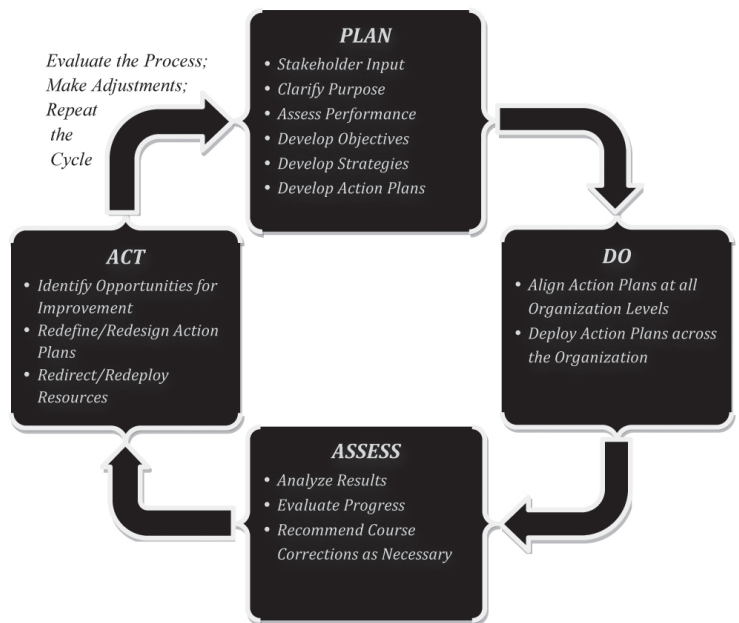 Evaluate the Process;
Make Adjustments;
Repeat
the
Cycle
PLAN
• Stakeholder Input
• Clarify Purpose
• Assess Performance
• Develop Objectives
• Develop Strategies
• Develop Action Plans
DO
• Align Action Plans at all
Organization Levels
• Deploy Action Plans across
the Organization
ASSESS
• Analyze Results
• Evaluate Progress
• Recommend Course
Corrections as Necessary
ACT
• Identify Opportunities for
Improvement
• Redefine/Redesign Action
Plans
• Redirect/Redeploy
Resources